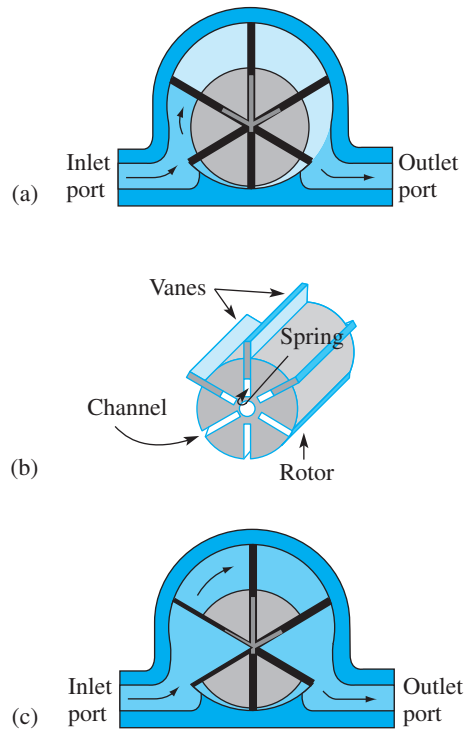 Inlet
port
Outlet
port
(a)
Vanes
Spring
Channel
Rotor
(b)
Inlet
port
Outlet
port
(c)